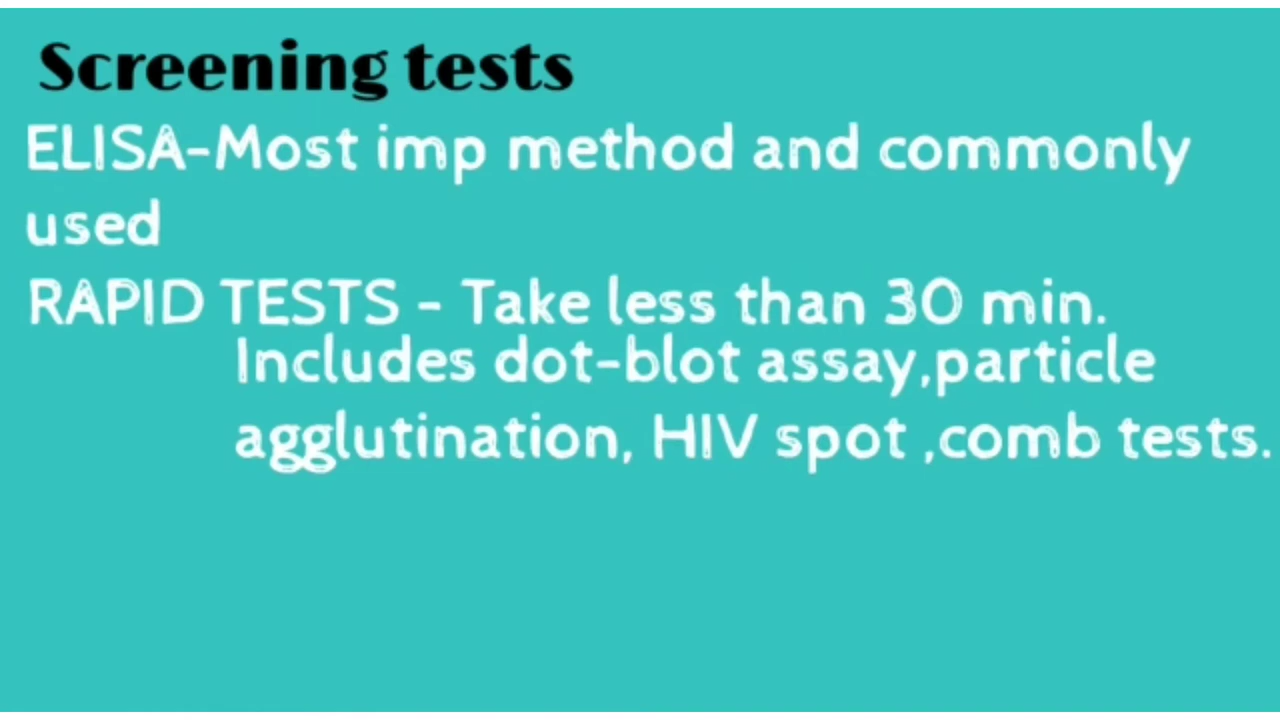 Screening tests
ELISA-Most imp method and commonly
used
RAPID TESTS - Take less than 30 min.
Includes dot-blot assay,particle
agglutination, HIV spot ,comb tests.